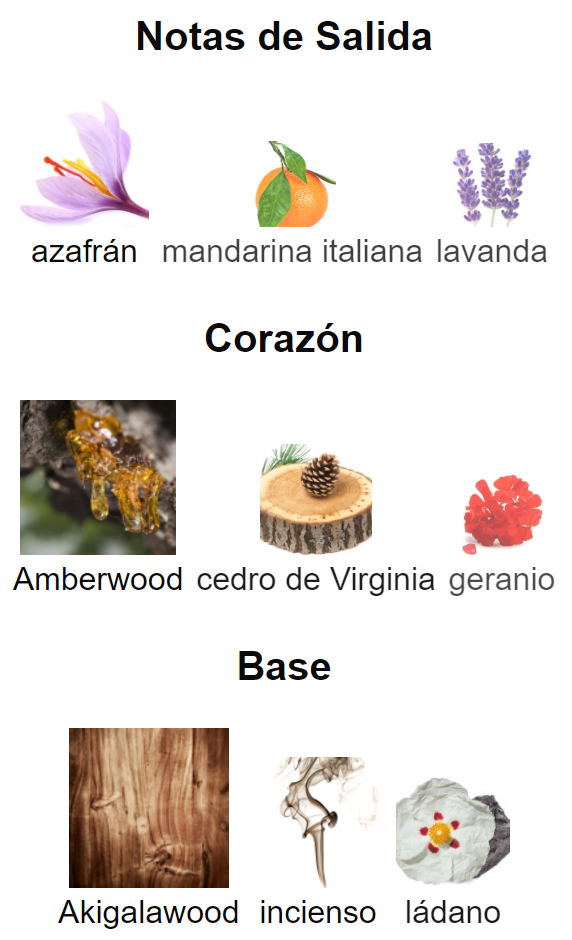 Notas de Salida
azafrán mandarina italiana lavanda
Corazón
Amberwood cedro de Virginia geranio
Base
Akigalawood incienso ládano